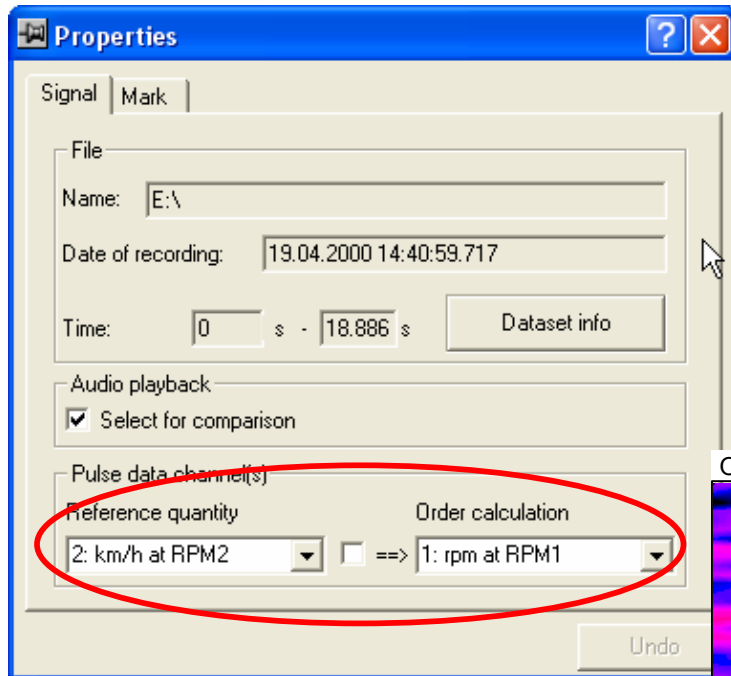 Properties
Signal Mark
File
Name: E:\
Date of recording: 19.04.2000 14:40:59.717
Time: 0 s - 18.886 s Dataset info
Audio playback
Select for comparison
Pulse data channel(s)
Reference quantity Order calculation
2: km/h at RPM2 ==> 1: rpm at RPM1
Undo